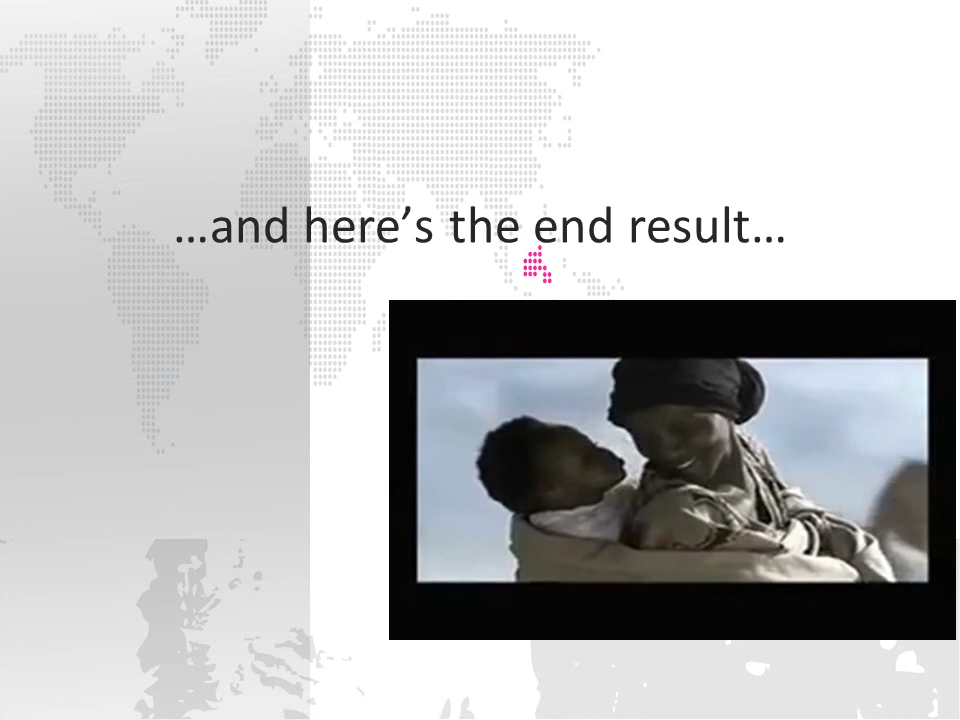 …and here’s the end result…